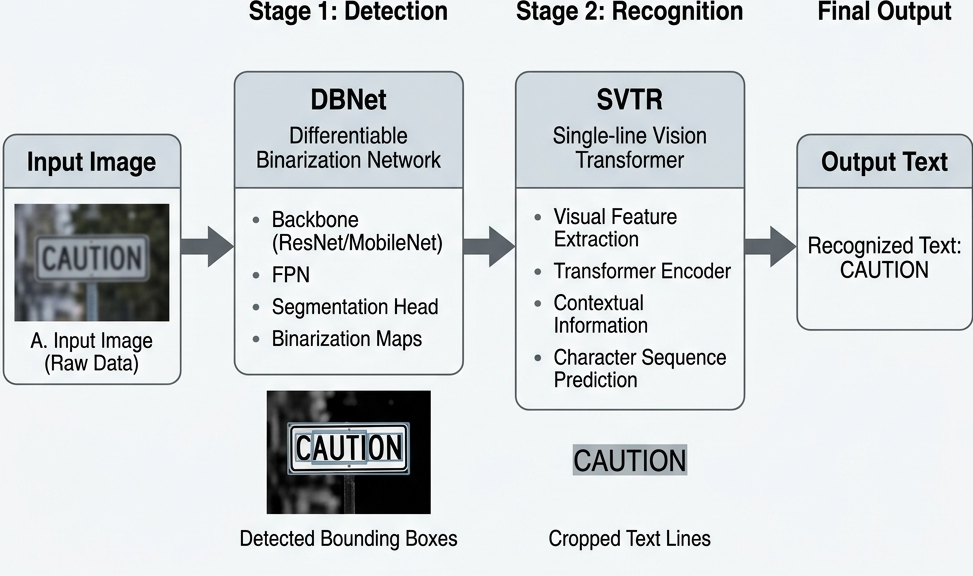 Stage 1: Detection
Stage 2: Recognition
Final Output
Input Image
CAUTION
A. Input Image
(Raw Data)
DBNet
Differentiable
Binarization Network
• Backbone
(ResNet/MobileNet)
• FPN
• Segmentation Head
• Binarization Maps
CAUTION
Detected Bounding Boxes
SVTR
Single-line Vision
Transformer
• Visual Feature
Extraction
• Transformer Encoder
• Contextual
Information
• Character Sequence
Prediction
CAUTION
Cropped Text Lines
Output Text
Recognized Text:
CAUTION